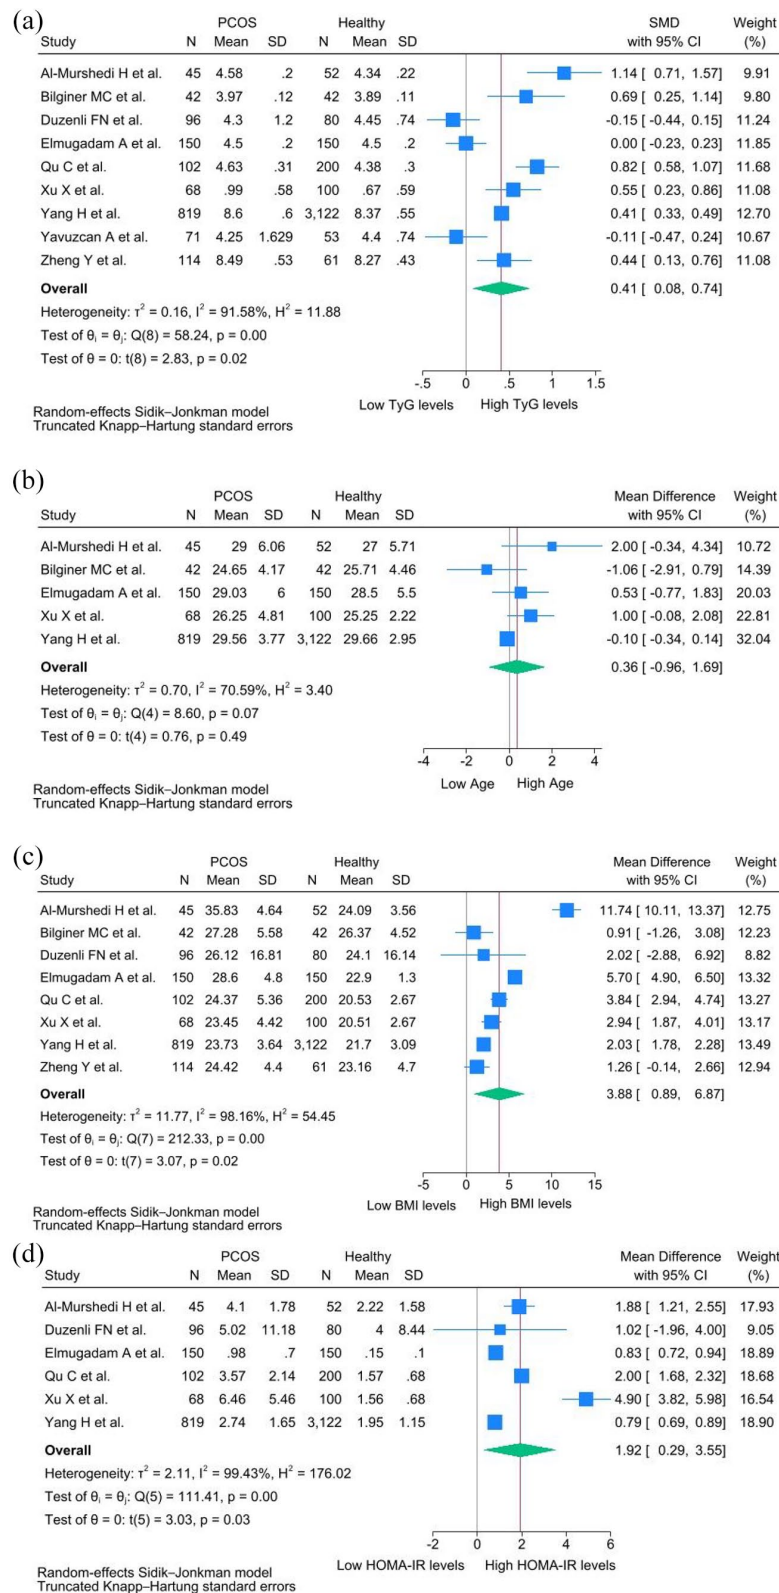 (a)
PCOS Healthy SMD Weight
Study N Mean SD N Mean SD with 95% CI (%)
Al-Murshedi H et al. 45 4.58 .2 52 4.34 .22 1.14 [ 0.71, 1.57] 9.91
Bilginer MC et al. 42 3.97 .12 42 3.89 .11 0.69 [ 0.25, 1.14] 9.80
Duzenli FN et al. 96 4.3 1.2 80 4.45 .74 -0.15 [ -0.44, 0.15] 11.24
Elmugadam A et al. 150 4.5 .2 150 4.5 .2 0.00 [ -0.23, 0.23] 11.85
Qu C et al. 102 4.63 .31 200 4.38 .3 0.82 [ 0.58, 1.07] 11.68
Xu X et al. 68 .99 .58 100 .67 .59 0.55 [ 0.23, 0.86] 11.08
Yang H et al. 819 8.6 .6 3,122 8.37 .55 0.41 [ 0.33, 0.49] 12.70
Yavuzcan A et al. 71 4.25 1.629 53 4.4 .74 -0.11 [ -0.47, 0.24] 10.67
Zheng Y et al. 114 8.49 .53 61 8.27 .43 0.44 [ 0.13, 0.76] 11.08
Overall 0.41 [ 0.08, 0.74]
Heterogeneity: τ² = 0.16, I² = 91.58%, H² = 11.88
Test of θᵢ = θⱼ: Q(8) = 58.24, p = 0.00
Test of θ = 0: t(8) = 2.83, p = 0.02
-.5 0 .5 1 1.5
Low TyG levels High TyG levels
Random-effects Sidik–Jonkman model
Truncated Knapp–Hartung standard errors
(b)
PCOS Healthy Mean Difference Weight
Study N Mean SD N Mean SD with 95% CI (%)
Al-Murshedi H et al. 45 29 6.06 52 27 5.71 2.00 [ -0.34, 4.34] 10.72
Bilginer MC et al. 42 24.65 4.17 42 25.71 4.46 -1.06 [ -2.91, 0.79] 14.39
Elmugadam A et al. 150 29.03 6 150 28.5 5.5 0.53 [ -0.77, 1.83] 20.03
Xu X et al. 68 26.25 4.81 100 25.25 2.22 1.00 [ -0.08, 2.08] 22.81
Yang H et al. 819 29.56 3.77 3,122 29.66 2.95 -0.10 [ -0.34, 0.14] 32.04
Overall 0.36 [ -0.96, 1.69]
Heterogeneity: τ² = 0.70, I² = 70.59%, H² = 3.40
Test of θᵢ = θⱼ: Q(4) = 8.60, p = 0.07
Test of θ = 0: t(4) = 0.76, p = 0.49
-4 -2 0 2 4
Low Age High Age
Random-effects Sidik–Jonkman model
Truncated Knapp–Hartung standard errors
(c)
PCOS Healthy Mean Difference Weight
Study N Mean SD N Mean SD with 95% CI (%)
Al-Murshedi H et al. 45 35.83 4.64 52 24.09 3.56 11.74 [ 10.11, 13.37] 12.75
Bilginer MC et al. 42 27.28 5.58 42 26.37 4.52 0.91 [ -1.26, 3.08] 12.23
Duzenli FN et al. 96 26.12 16.81 80 24.1 16.14 2.02 [ -2.88, 6.92] 8.82
Elmugadam A et al. 150 28.6 4.8 150 22.9 1.3 5.70 [ 4.90, 6.50] 13.32
Qu C et al. 102 24.37 5.36 200 20.53 2.67 3.84 [ 2.94, 4.74] 13.27
Xu X et al. 68 23.45 4.42 100 20.51 2.67 2.94 [ 1.87, 4.01] 13.17
Yang H et al. 819 23.73 3.64 3,122 21.7 3.09 2.03 [ 1.78, 2.28] 13.49
Zheng Y et al. 114 24.42 4.4 61 23.16 4.7 1.26 [ -0.14, 2.66] 12.94
Overall 3.88 [ 0.89, 6.87]
Heterogeneity: τ² = 11.77, I² = 98.16%, H² = 54.45
Test of θᵢ = θⱼ: Q(7) = 212.33, p = 0.00
Test of θ = 0: t(7) = 3.07, p = 0.02
-5 0 5 10 15
Low BMI levels High BMI levels
Random-effects Sidik–Jonkman model
Truncated Knapp–Hartung standard errors
(d)
PCOS Healthy Mean Difference Weight
Study N Mean SD N Mean SD with 95% CI (%)
Al-Murshedi H et al. 45 4.1 1.78 52 2.22 1.58 1.88 [ 1.21, 2.55] 17.93
Duzenli FN et al. 96 5.02 11.18 80 4 8.44 1.02 [ -1.96, 4.00] 9.05
Elmugadam A et al. 150 .98 .7 150 .15 .1 0.83 [ 0.72, 0.94] 18.89
Qu C et al. 102 3.57 2.14 200 1.57 .68 2.00 [ 1.68, 2.32] 18.68
Xu X et al. 68 6.46 5.46 100 1.56 .68 4.90 [ 3.82, 5.98] 16.54
Yang H et al. 819 2.74 1.65 3,122 1.95 1.15 0.79 [ 0.69, 0.89] 18.90
Overall 1.92 [ 0.29, 3.55]
Heterogeneity: τ² = 2.11, I² = 99.43%, H² = 176.02
Test of θᵢ = θⱼ: Q(5) = 111.41, p = 0.00
Test of θ = 0: t(5) = 3.03, p = 0.03
-2 0 2 4 6
Low HOMA-IR levels High HOMA-IR levels
Random-effects Sidik–Jonkman model
Truncated Knapp–Hartung standard errors